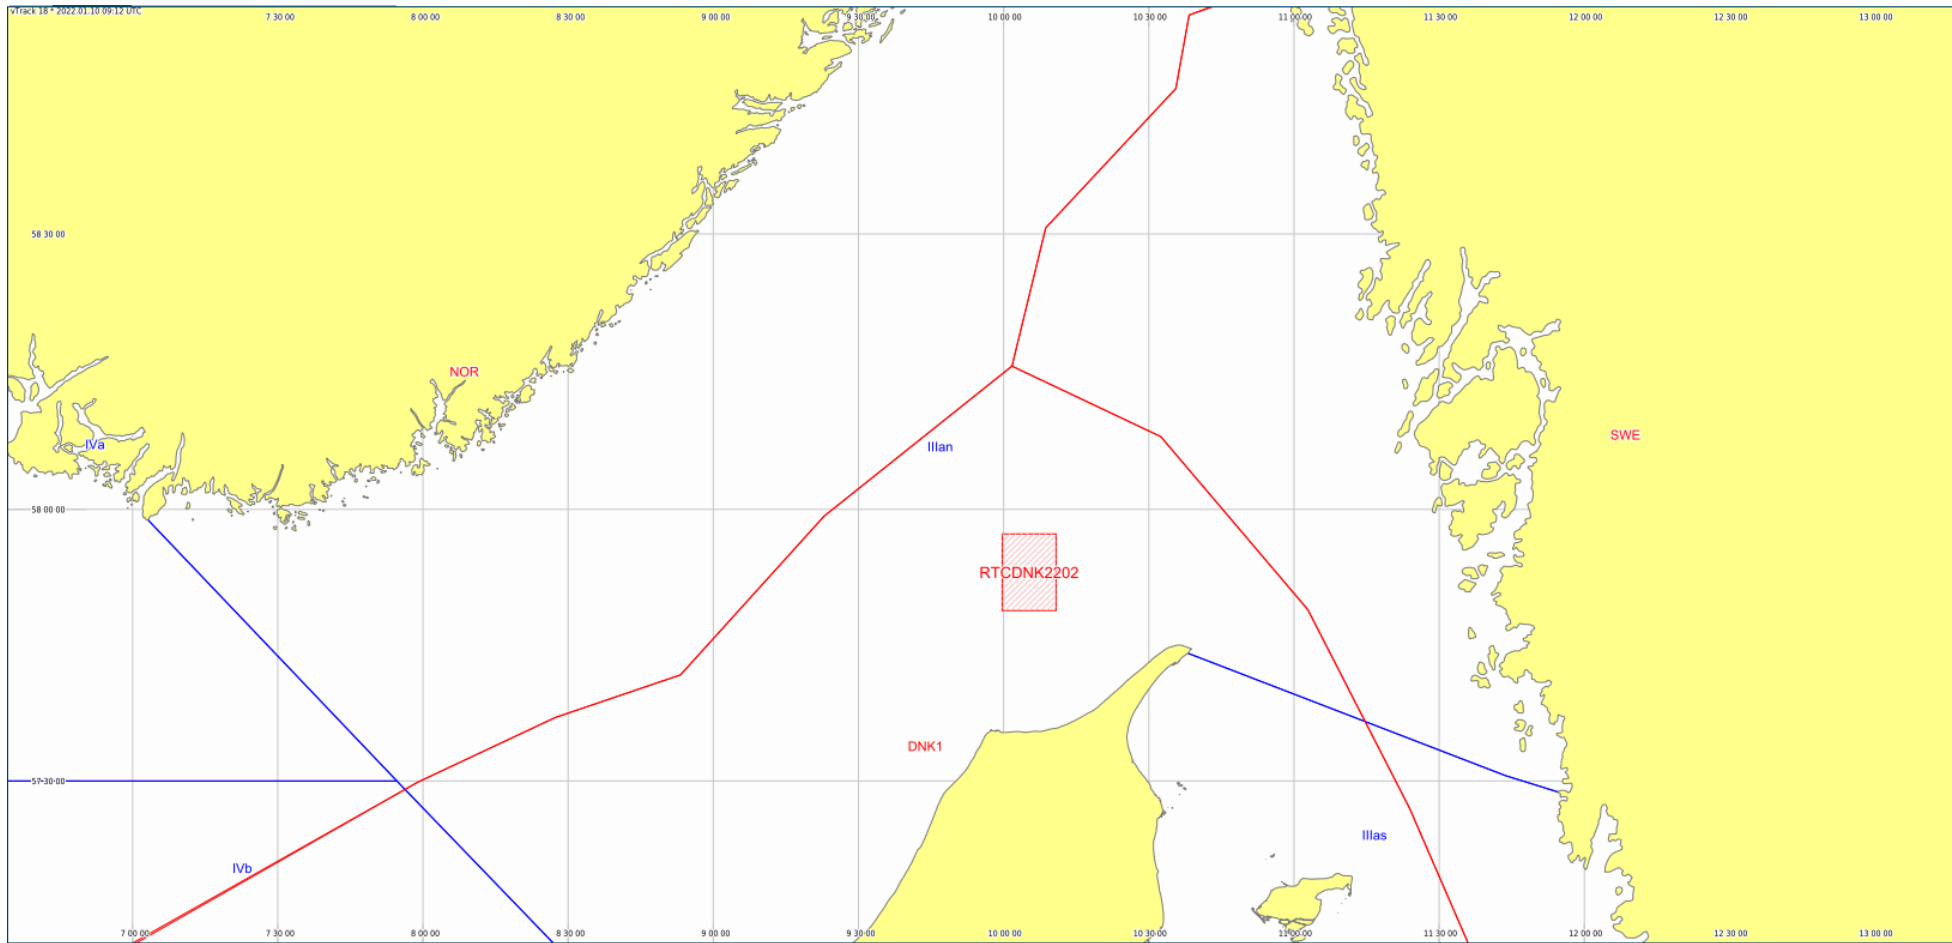 vTrack 18 * 2022.01.10 09:12 UTC
7 30 00
8 00 00
8 30 00
9 00 00
9 30 00
10 00 00
10 30 00
11 00 00
11 30 00
12 00 00
12 30 00
13 00 00
58 30 00
NOR
SWE
IVa
IIIan
58 00 00
RTCDNK2202
DNK1
57 30 00
IIIas
IVb
7 00 00
7 30 00
8 00 00
8 30 00
9 00 00
9 30 00
10 00 00
10 30 00
11 00 00
11 30 00
12 00 00
12 30 00
13 00 00